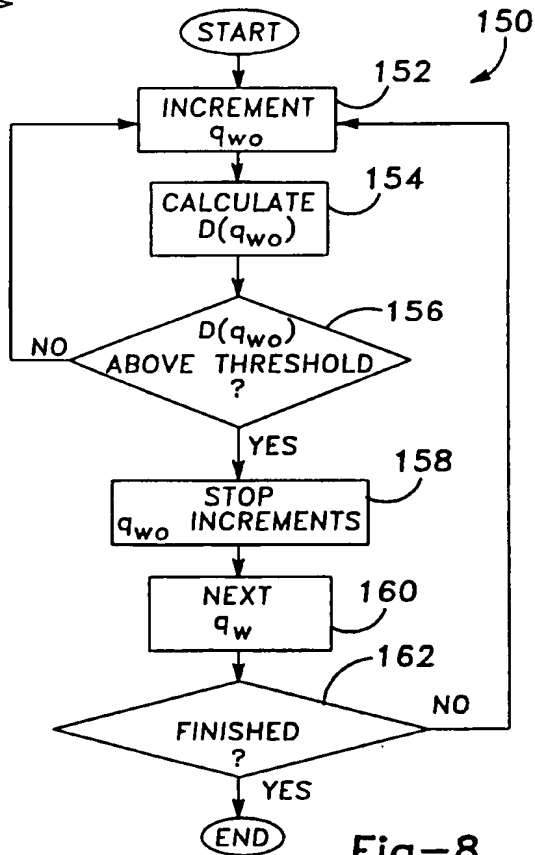 START
150
152
INCREMENT
qwo
154
CALCULATE
D(qwo)
156
D(qwo)
ABOVE THRESHOLD
?
NO
YES
158
STOP
qwo INCREMENTS
160
NEXT
qw
162
FINISHED
?
NO
YES
END
Fig-8